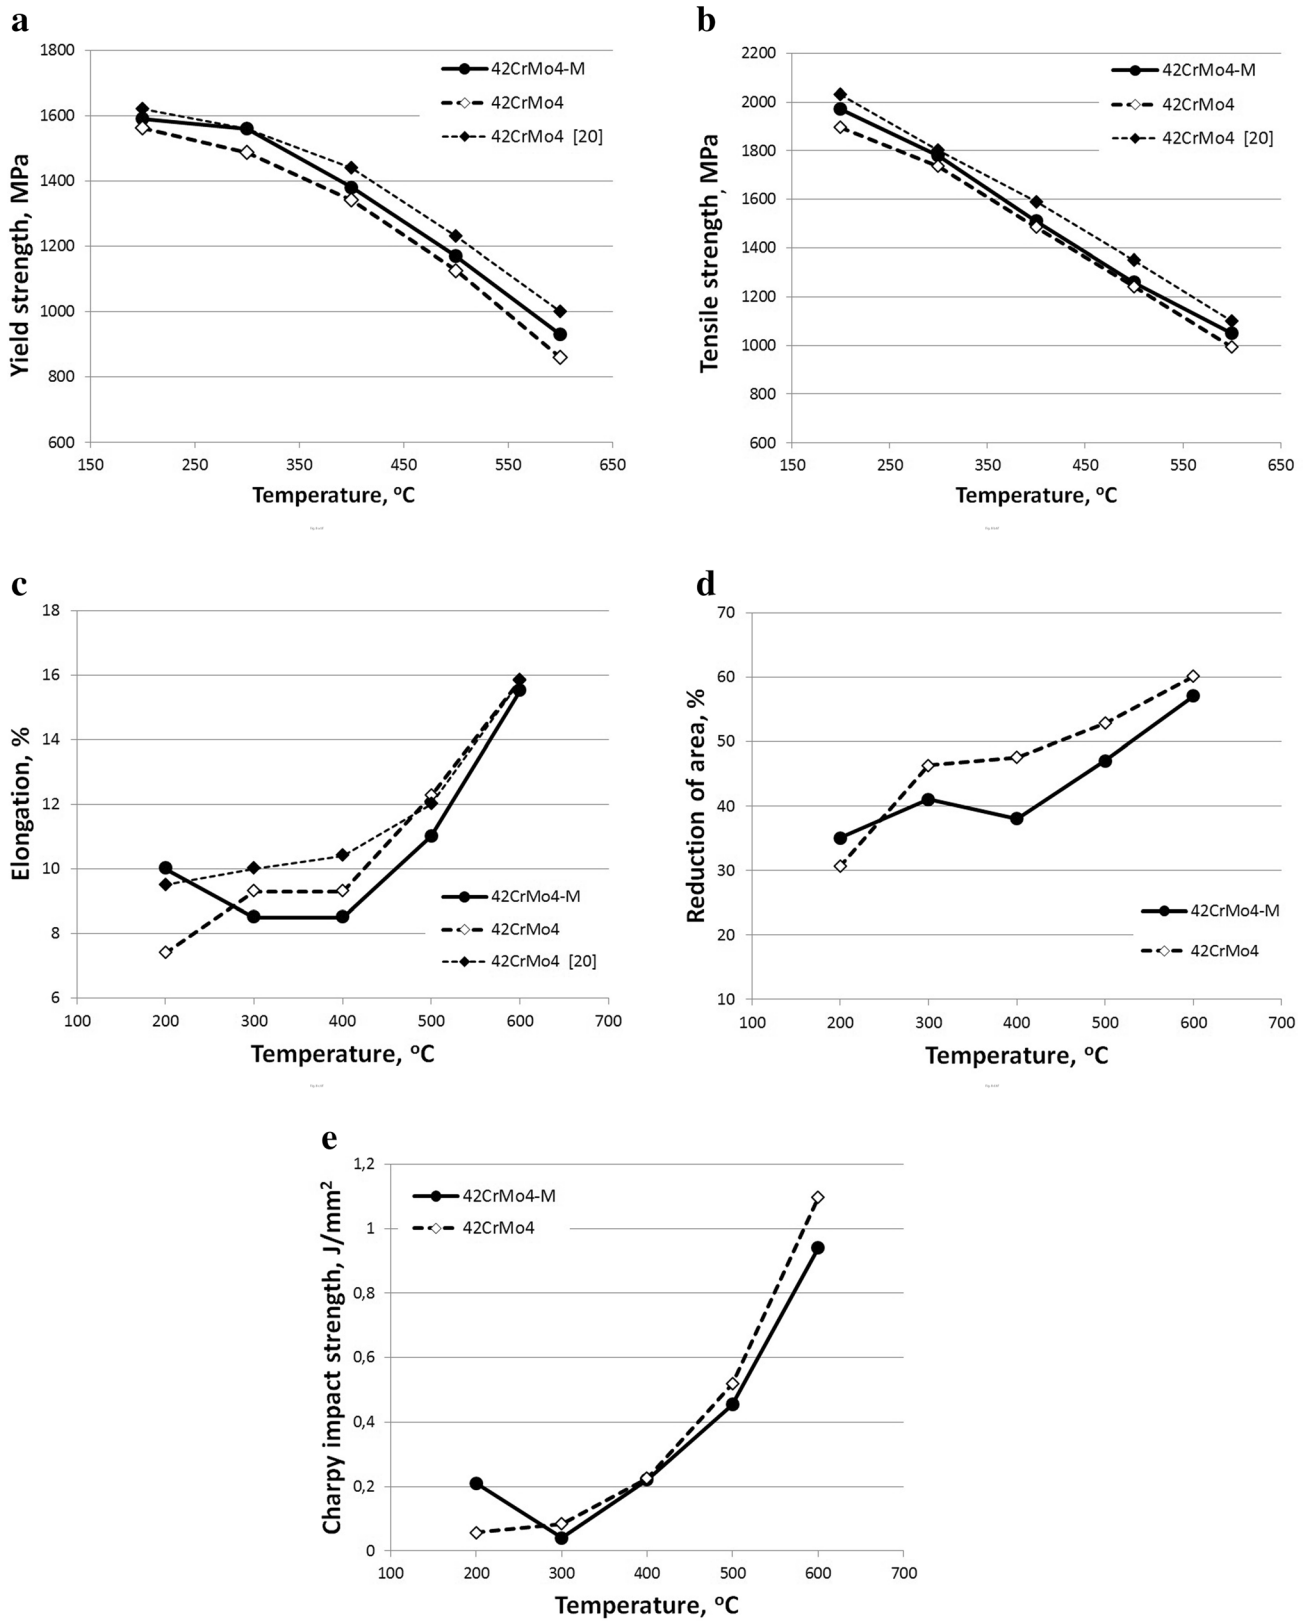 a
1800
1600
1400
1200
1000
800
600
150
250
350
450
550
650
Yield strength, MPa
Temperature, °C
42CrMo4-M
42CrMo4
42CrMo4 [20]
b
2200
2000
1800
1600
1400
1200
1000
800
600
150
250
350
450
550
650
Tensile strength, MPa
Temperature, °C
42CrMo4-M
42CrMo4
42CrMo4 [20]
c
18
16
14
12
10
8
6
100
200
300
400
500
600
700
Elongation, %
Temperature, °C
42CrMo4-M
42CrMo4
42CrMo4 [20]
d
70
60
50
40
30
20
10
100
200
300
400
500
600
700
Reduction of area, %
Temperature, °C
42CrMo4-M
42CrMo4
e
1,2
1
0,8
0,6
0,4
0,2
0
100
200
300
400
500
600
700
Charpy impact strength, J/mm²
Temperature, °C
42CrMo4-M
42CrMo4